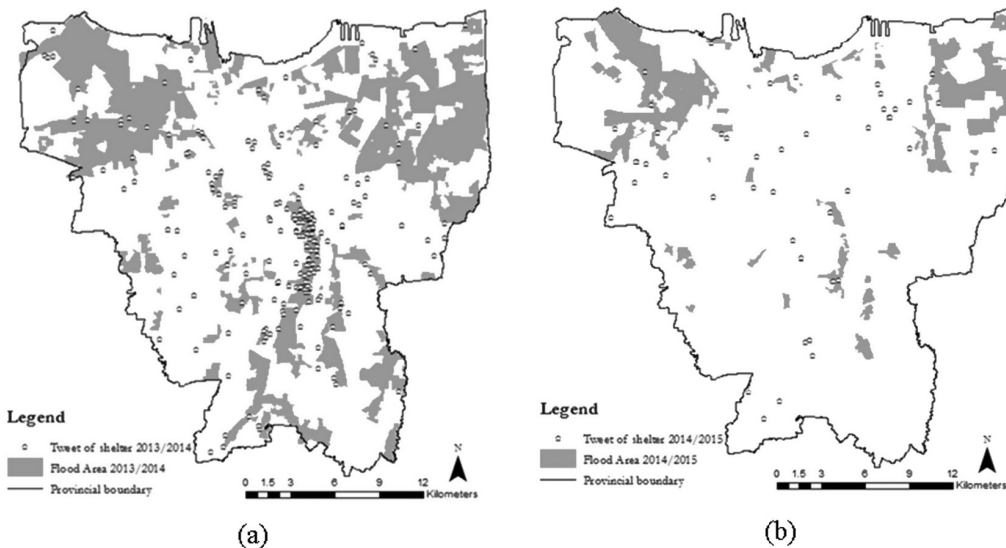 Legend
Tweet of shelter 2013/2014
Flood Area 2013/2014
Provincial boundary
N
0 1.5 3 6 9 12
Kilometers
(a)
Legend
Tweet of shelter 2014/2015
Flood Area 2014/2015
Provincial boundary
N
0 1.5 3 6 9 12
Kilometers
(b)